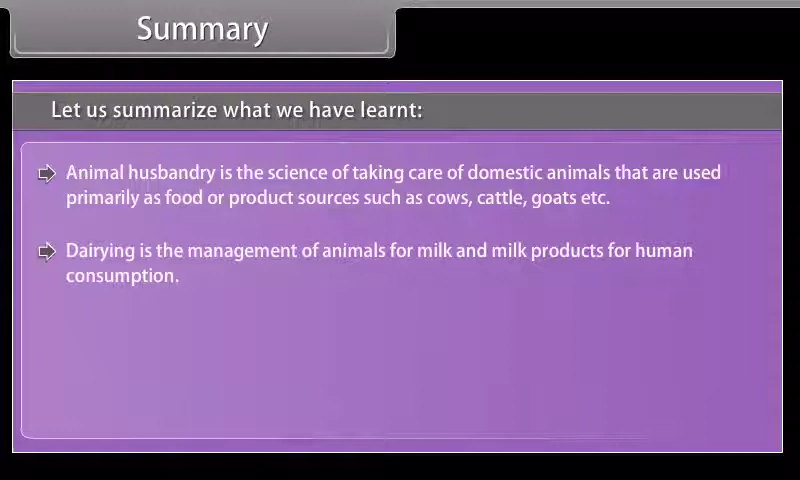 Summary
Let us summarize what we have learnt:
Animal husbandry is the science of taking care of domestic animals that are used
primarily as food or product sources such as cows, cattle, goats etc.
Dairying is the management of animals for milk and milk products for human
consumption.